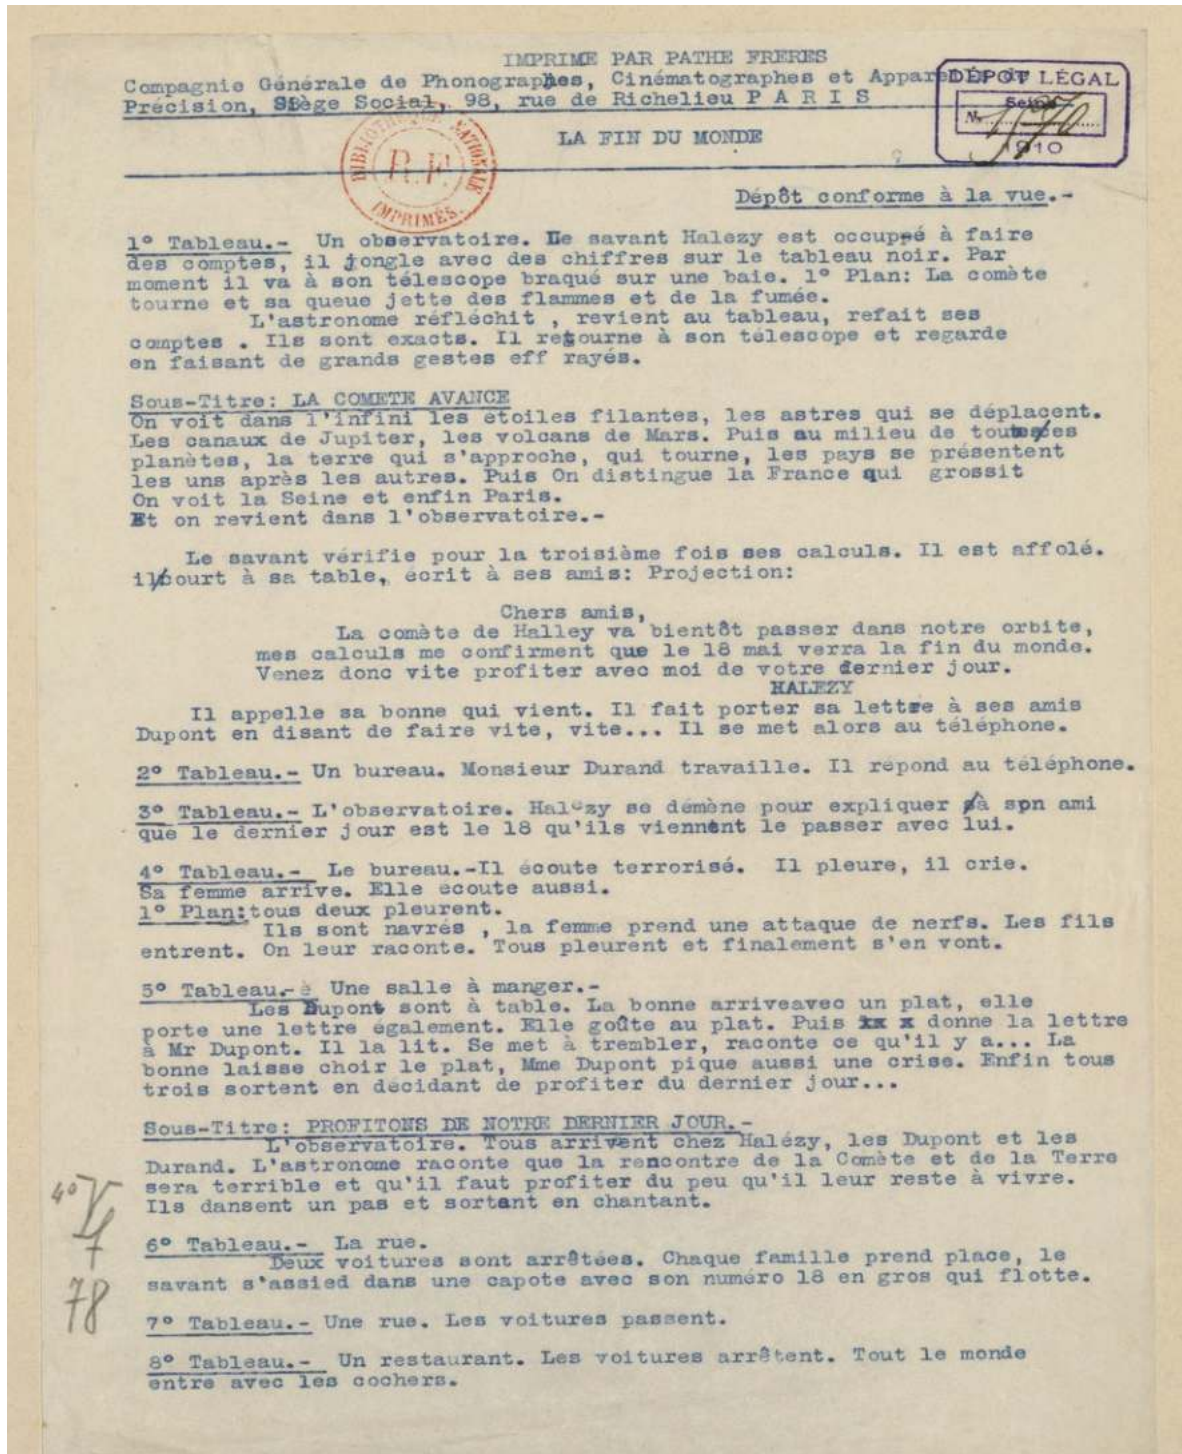 IMPRIME PAR PATHE FRERES
Compagnie Générale de Phonographes, Cinématographes et Appareils de
Précision, Siège Social, 98, rue de Richelieu P A R I S
DÉPÔT LÉGAL
Seine
No
1910
LA FIN DU MONDE
BIBLIOTHEQUE NATIONALE
R.F.
IMPRIMÉS.
Dépôt conforme à la vue.-
1° Tableau.- Un observatoire. Le savant Halezy est occuppé à faire
des comptes, il jongle avec des chiffres sur le tableau noir. Par
moment il va à son télescope braqué sur une baie. 1° Plan: La comète
tourne et sa queue jette des flammes et de la fumée.
L'astronome réfléchit , revient au tableau, refait ses
comptes . Ils sont exacts. Il retourne à son télescope et regarde
en faisant de grands gestes eff rayés.
Sous-Titre: LA COMETE AVANCE
On voit dans l'infini les étoiles filantes, les astres qui se déplacent.
Les canaux de Jupiter, les volcans de Mars. Puis au milieu de toutes ces
planètes, la terre qui s'approche, qui tourne, les pays se présentent
les uns après les autres. Puis On distingue la France qui grossit
On voit la Seine et enfin Paris.
Et on revient dans l'observatoire.-
Le savant vérifie pour la troisième fois ses calculs. Il est affolé.
il court à sa table, écrit à ses amis: Projection:
Chers amis,
La comète de Halley va bientôt passer dans notre orbite,
mes calculs me confirment que le 18 mai verra la fin du monde.
Venez donc vite profiter avec moi de votre dernier jour.
HALEZY
Il appelle sa bonne qui vient. Il fait porter sa lettre à ses amis
Dupont en disant de faire vite, vite... Il se met alors au téléphone.
2° Tableau.- Un bureau. Monsieur Durand travaille. Il répond au téléphone.
3° Tableau.- L'observatoire. Halezy se démène pour expliquer à son ami
que le dernier jour est le 18 qu'ils viennent le passer avec lui.
4° Tableau.- Le bureau.-Il écoute terrorisé. Il pleure, il crie.
Sa femme arrive. Elle écoute aussi.
1° Plan:tous deux pleurent.
Ils sont navrés , la femme prend une attaque de nerfs. Les fils
entrent. On leur raconte. Tous pleurent et finalement s'en vont.
5° Tableau.- è Une salle à manger.-
Les Dupont sont à table. La bonne arriveavec un plat, elle
porte une lettre également. Elle goûte au plat. Puis xx x donne la lettre
à Mr Dupont. Il la lit. Se met à trembler, raconte ce qu'il y a... La
bonne laisse choir le plat, Mme Dupont pique aussi une crise. Enfin tous
trois sortent en décidant de profiter du dernier jour...
Sous-Titre: PROFITONS DE NOTRE DERNIER JOUR.-
L'observatoire. Tous arrivent chez Halézy, les Dupont et les
Durand. L'astronome raconte que la rencontre de la Comète et de la Terre
sera terrible et qu'il faut profiter du peu qu'il leur reste à vivre.
Ils dansent un pas et sortent en chantant.
6° Tableau.- La rue.
Deux voitures sont arrêtées. Chaque famille prend place, le
savant s'assied dans une capote avec son numéro 18 en gros qui flotte.
7° Tableau.- Une rue. Les voitures passent.
8° Tableau.- Un restaurant. Les voitures arrêtent. Tout le monde
entre avec les cochers.
4° Y
1
78